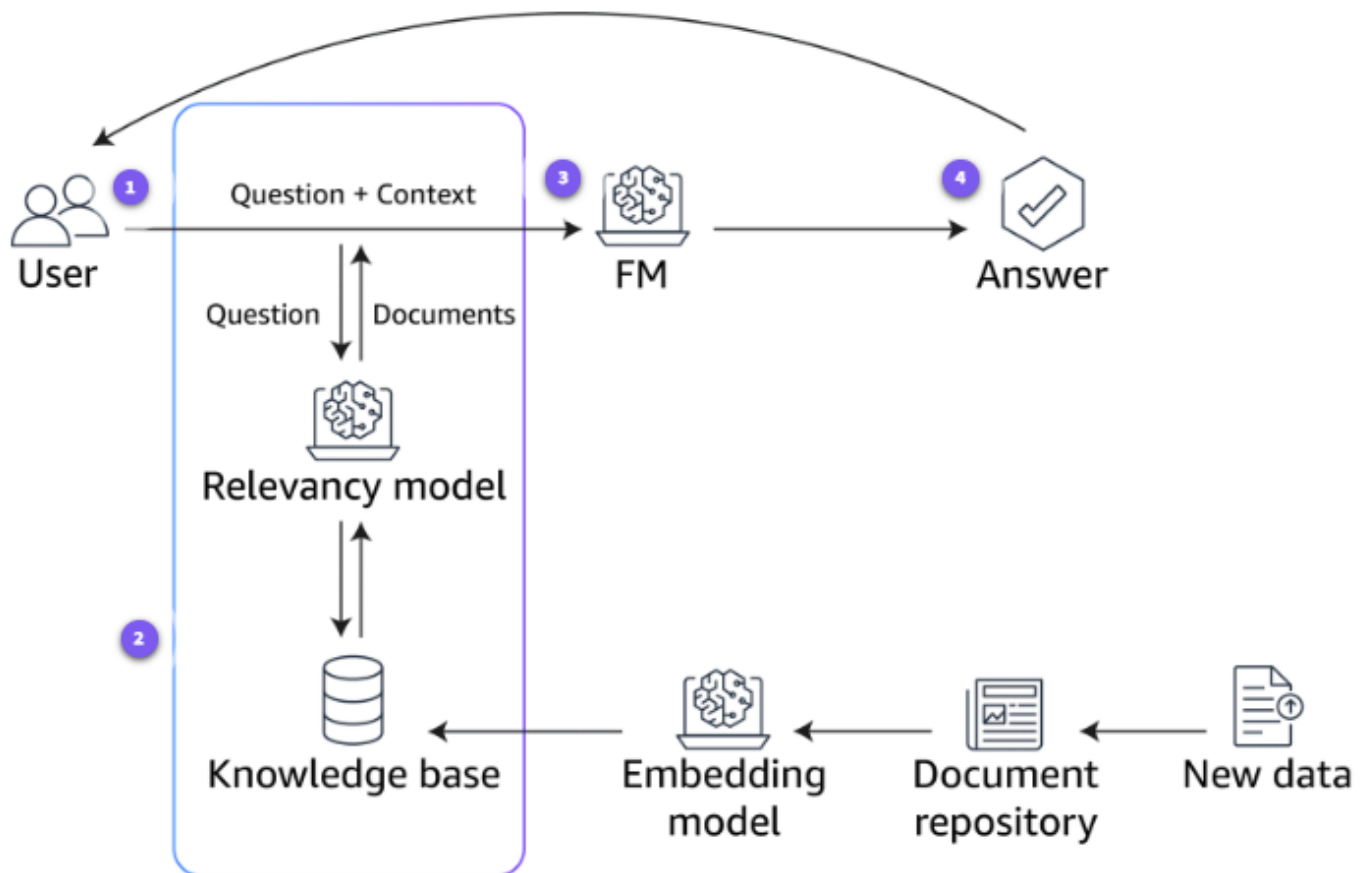 1
Question + Context
3
4
User
FM
Answer
Question
Documents
Relevancy model
2
Knowledge base
Embedding
model
Document
repository
New data